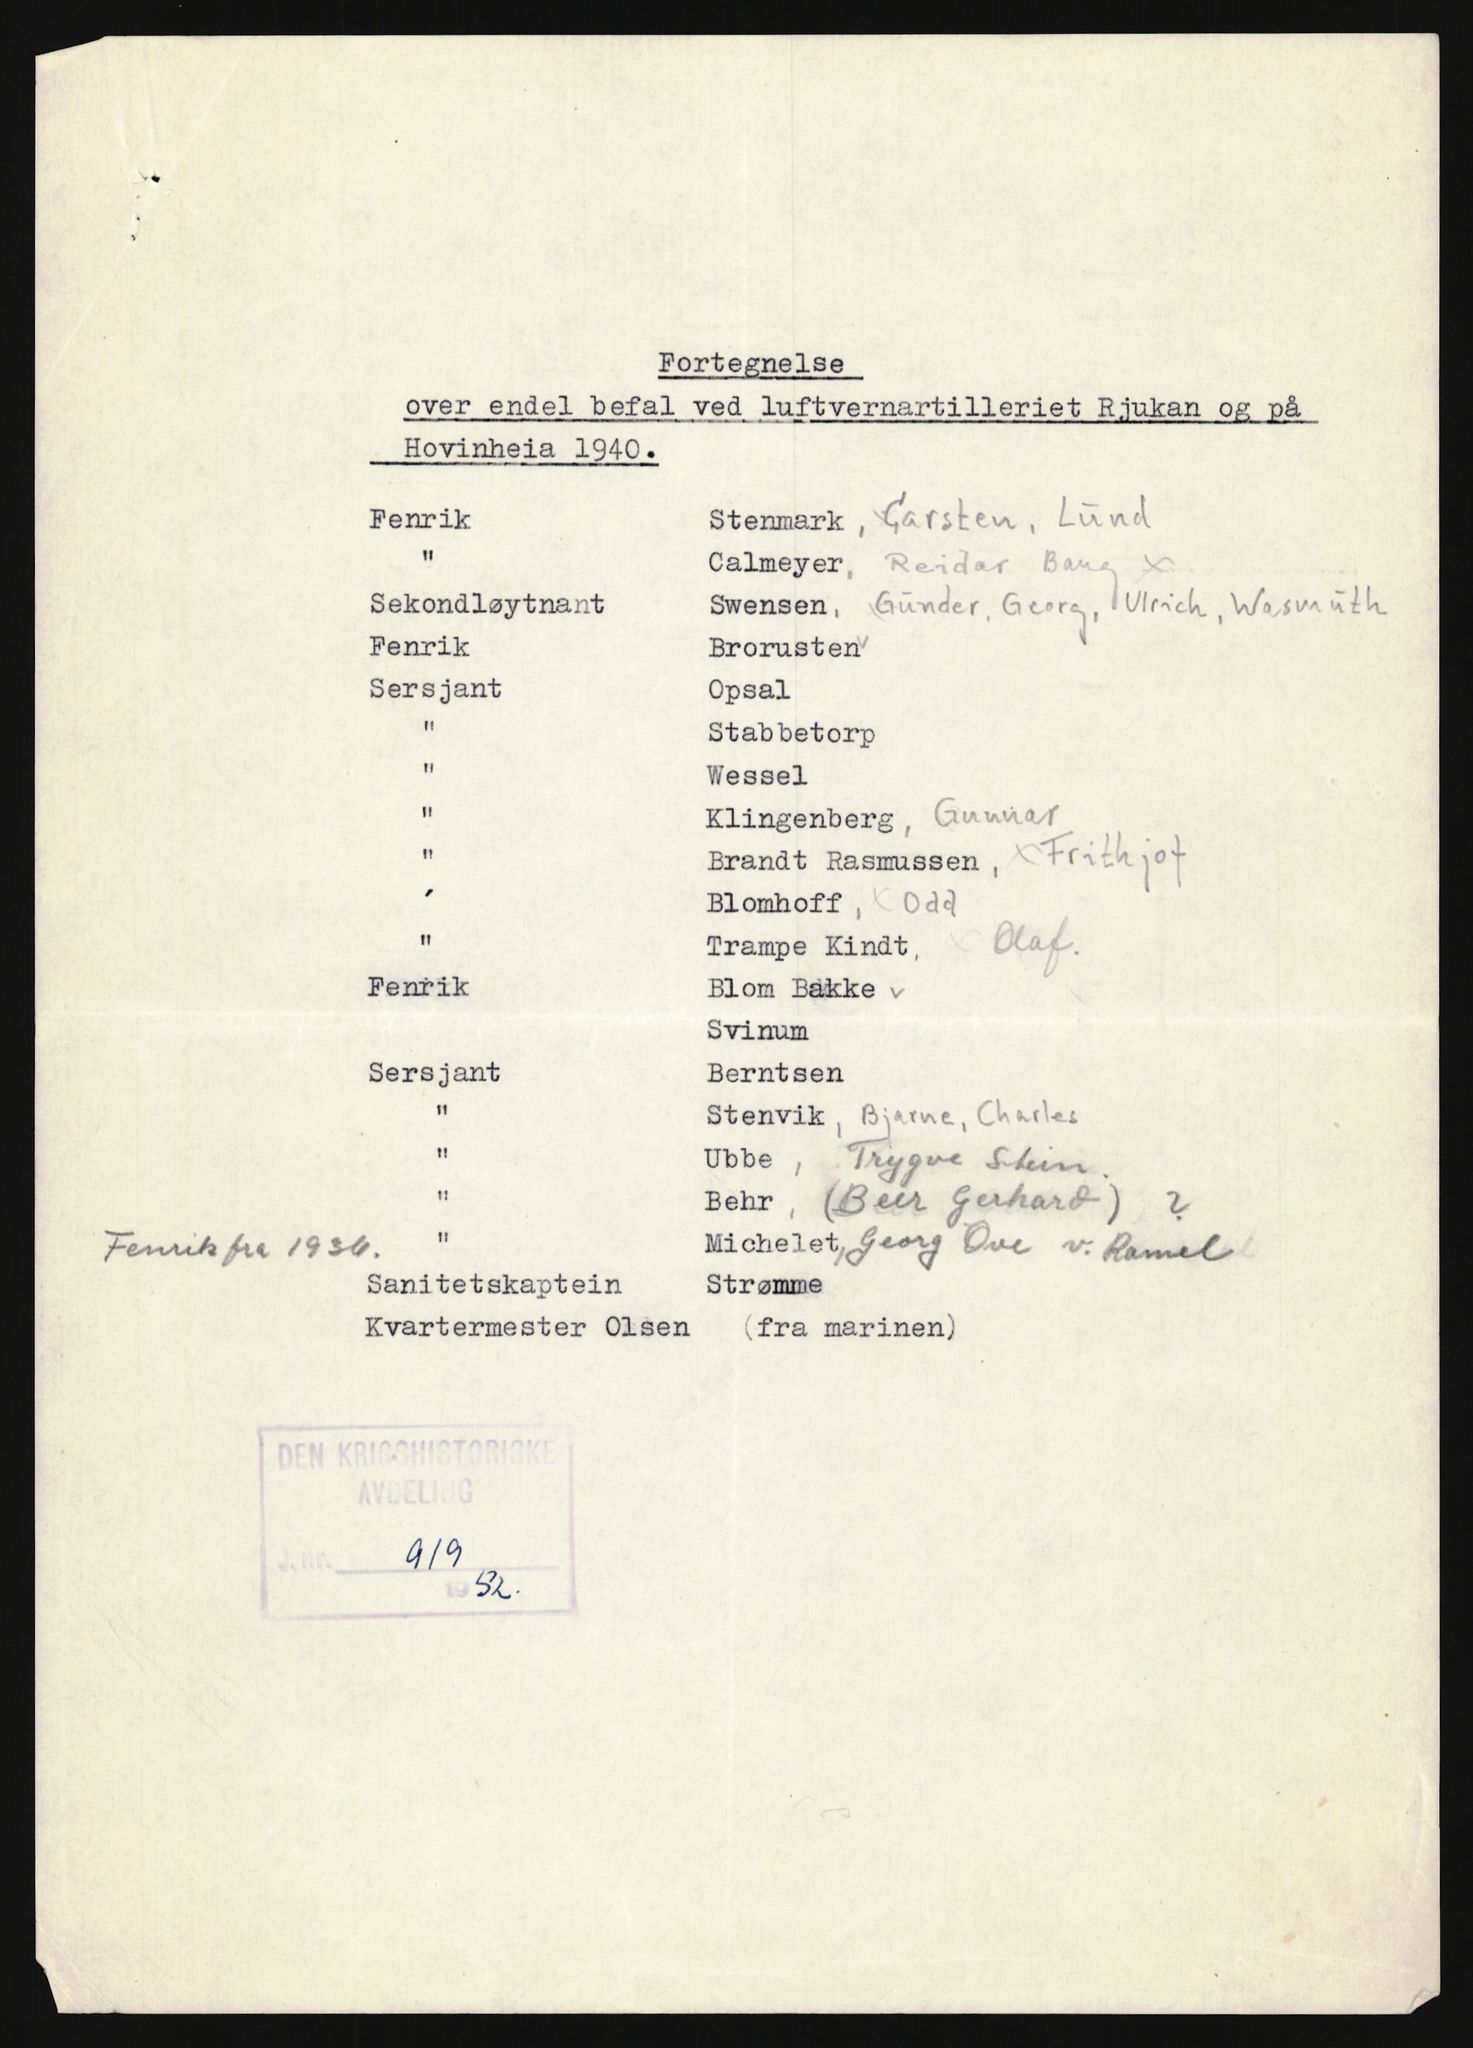 Fortegnelse
over endel befal ved luftvernartilleriet Rjukan og på
Hovinheia 1940.
Fenrik Stenmark, Carsten, Lund
" Calmeyer, Reidar Bang x
Sekondløytnant Swensen, Gunder, Georg, Ulrich, Wasmuth
Fenrik Brorusten v
Sersjant Opsal
" Stabbetorp
" Wessel
" Klingenberg, Gunnar
" Brandt Rasmussen, x Frithjof
' Blomhoff, x Odd
" Trampe Kindt, x Olaf.
Fenrik Blom Bakke v
Svinum
Sersjant Berntsen
" Stenvik, Bjarne, Charles
" Ubbe, Trygve Stein.
" Behr, (Beer Gerhard) ?
Fenrik fra 1936. " Michelet, Georg Ove v. Ramel
Sanitetskaptein Strømme
Kvartermester Olsen (fra marinen)
DEN KRIGSHISTORISKE
AVDELING
J. nr. 919
1952.